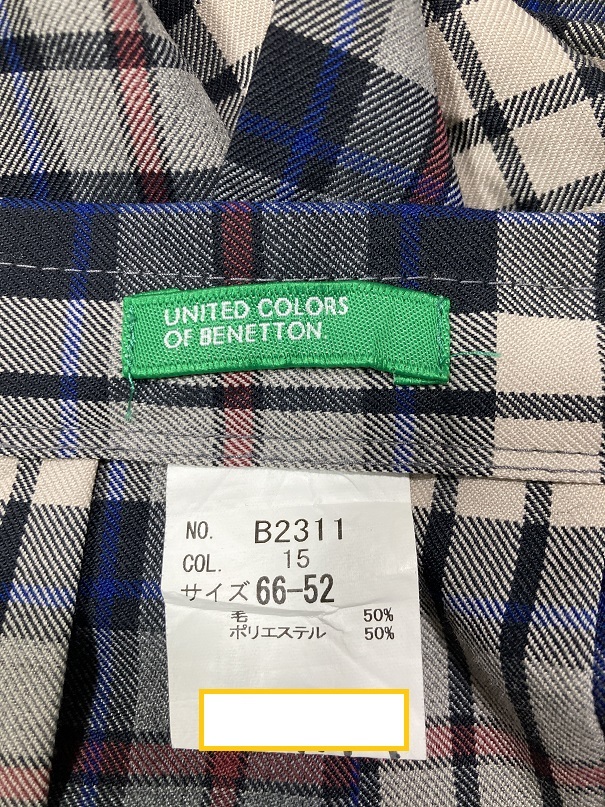 UNITED COLORS
OF BENETTON.
NO. B2311
COL. 15
サイズ 66-52
毛 50%
ポリエステル 50%